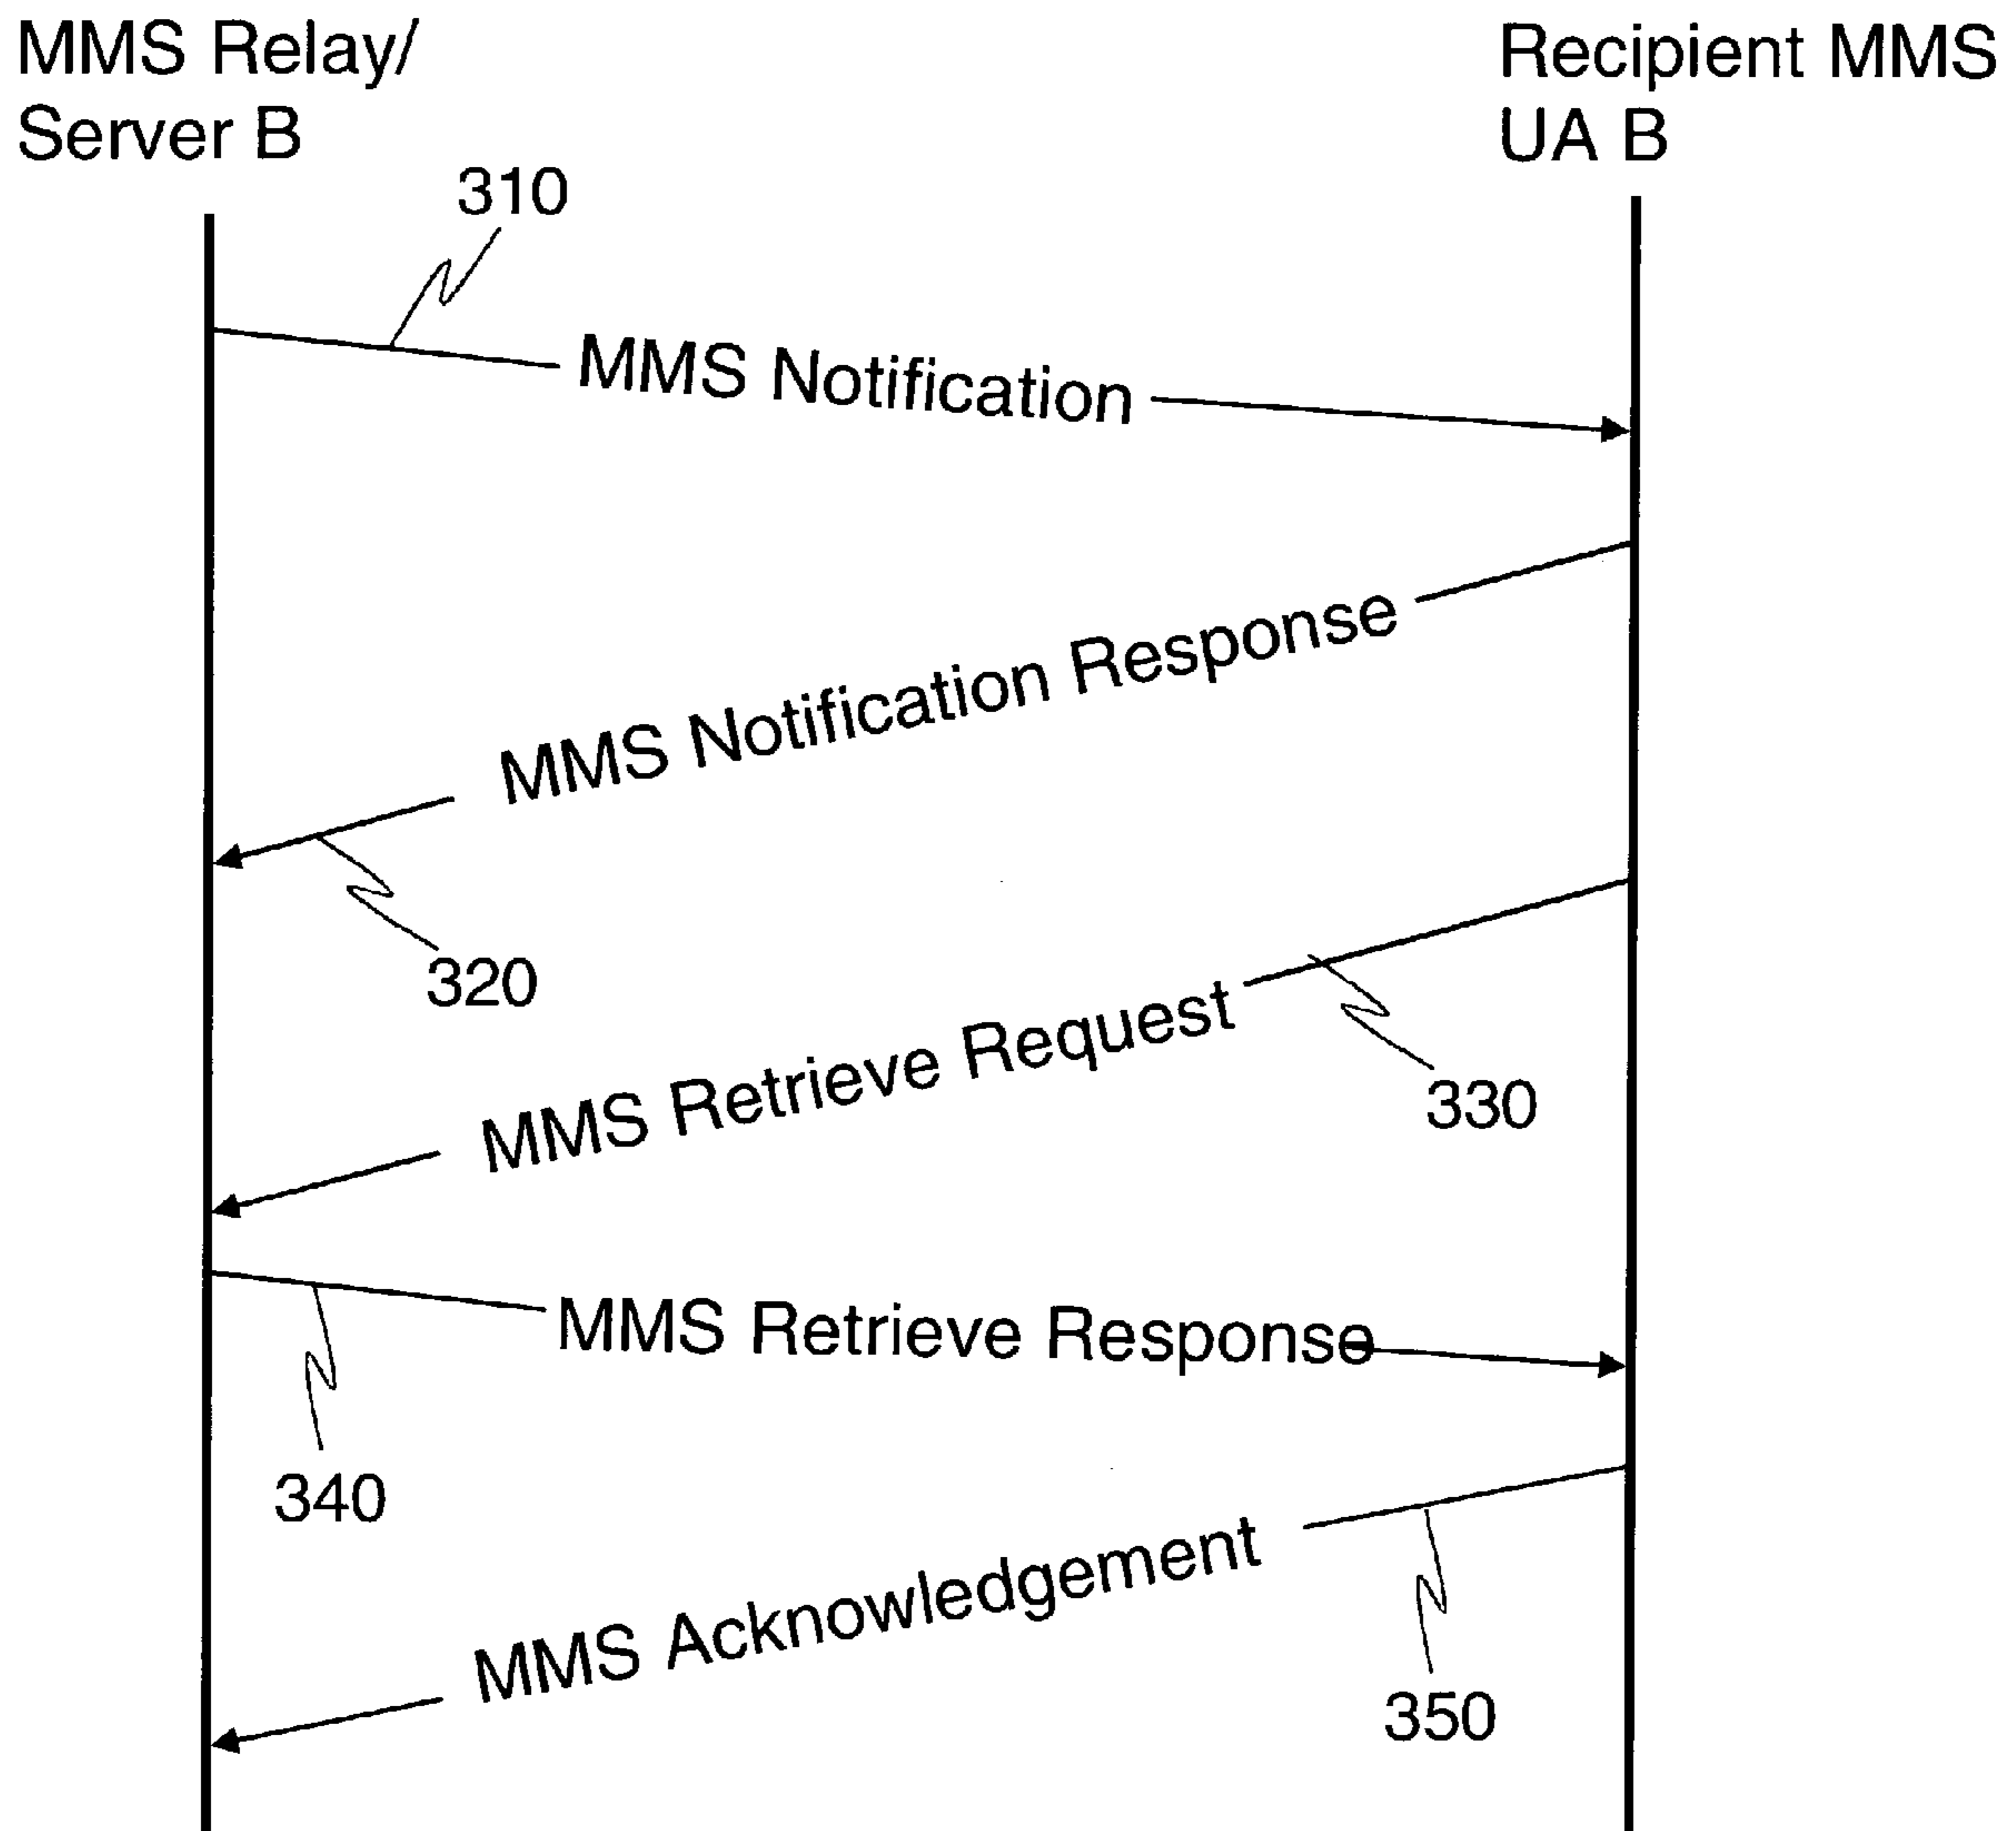 MMS Relay/
Server B
Recipient MMS
UA B
310
MMS Notification
MMS Notification Response
320
MMS Retrieve Request
330
MMS Retrieve Response
340
MMS Acknowledgement
350